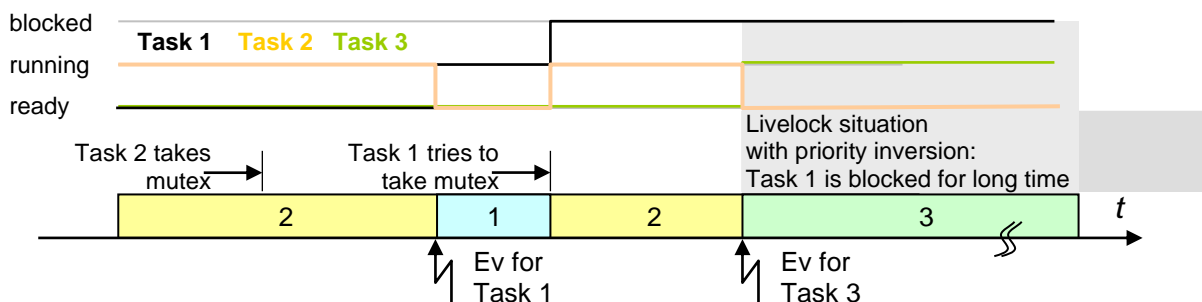 blocked
Task 1 Task 2 Task 3
running
ready
Livelock situation
with priority inversion:
Task 1 is blocked for long time
Task 2 takes
mutex
Task 1 tries to
take mutex
2 1 2 3 t
Ev for
Task 1
Ev for
Task 3